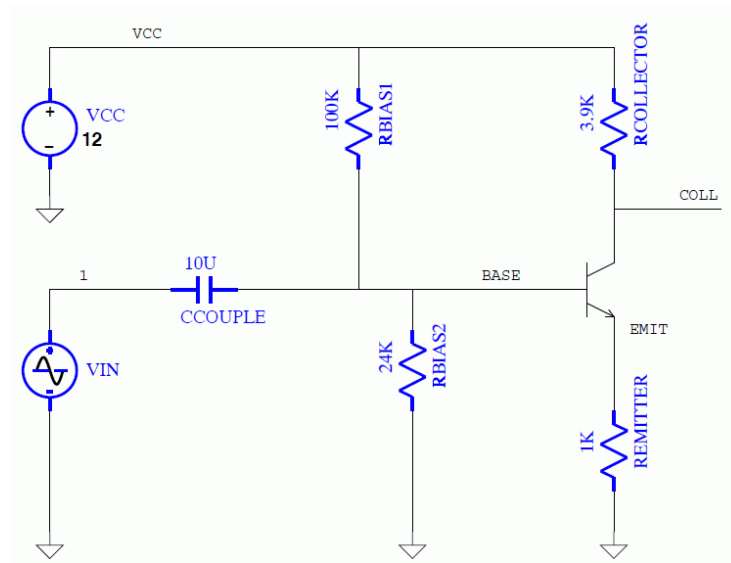 VCC
VCC
12
+
−
100K
RBIAS1
3.9K
RCOLLECTOR
COLL
1
10U
CCOUPLE
BASE
EMIT
VIN
24K
RBIAS2
1K
REMITTER